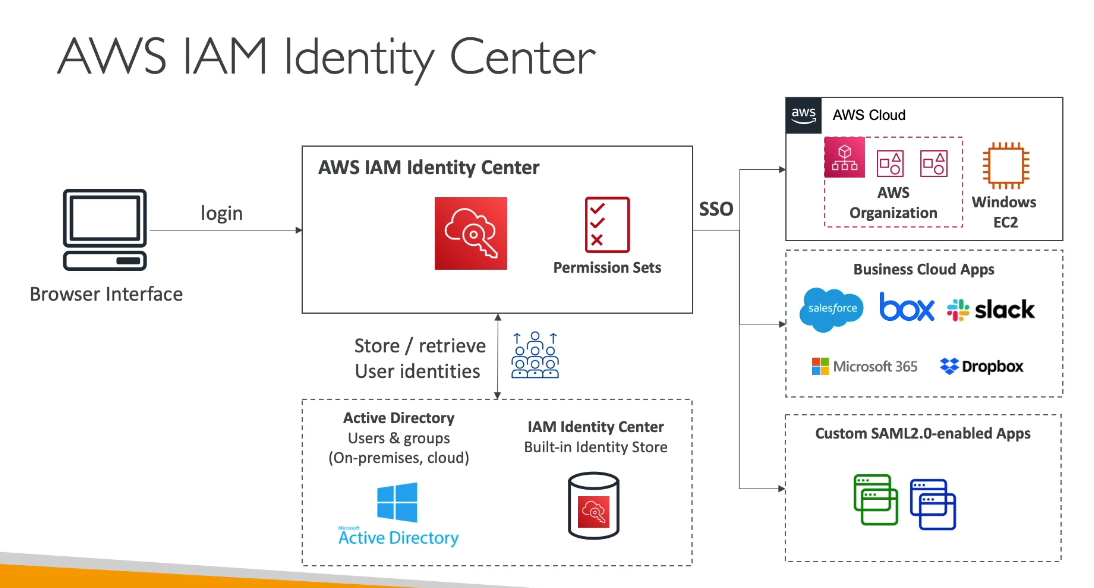 AWS IAM Identity Center
Browser Interface
login
AWS IAM Identity Center
Permission Sets
Store / retrieve
User identities
Active Directory
Users & groups
(On-premises, cloud)
Microsoft
Active Directory
IAM Identity Center
Built-in Identity Store
SSO
aws
AWS Cloud
AWS
Organization
Windows
EC2
Business Cloud Apps
salesforce
box
slack
Microsoft 365
Dropbox
Custom SAML2.0-enabled Apps